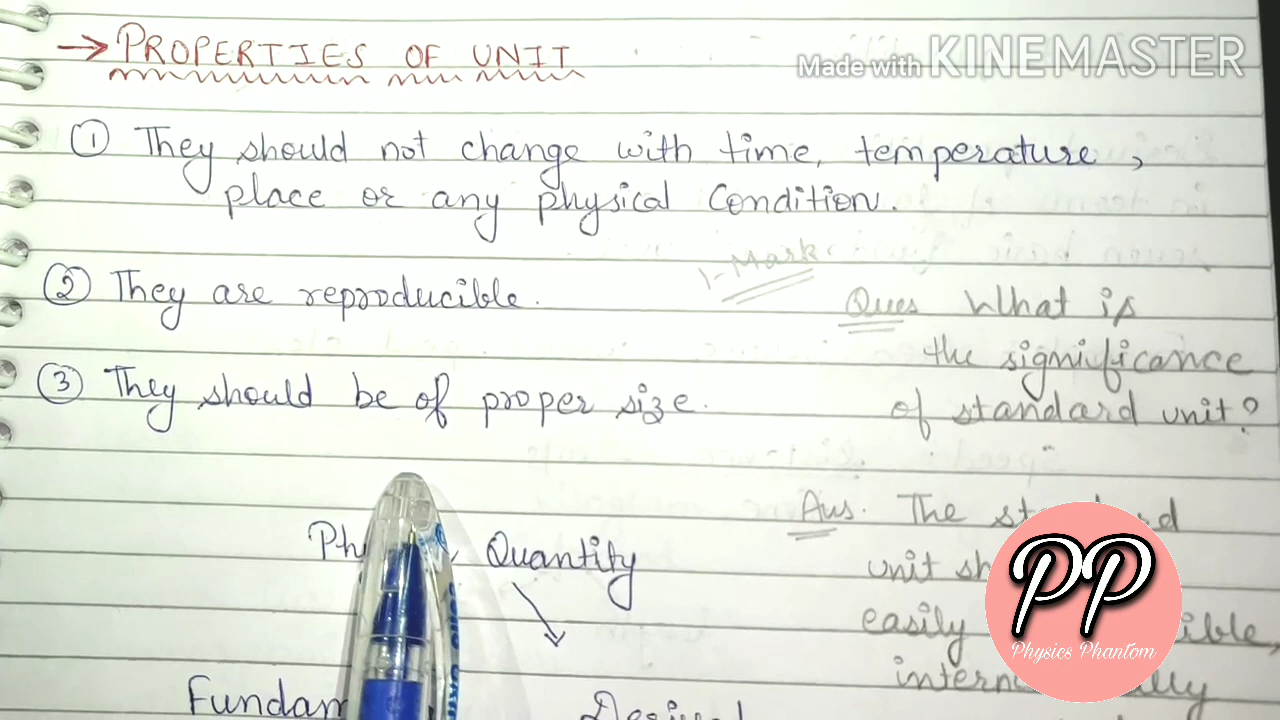 → PROPERTIES OF UNIT
Made with KINEMASTER
① They should not change with time, temperature,
place or any physical Condition.
1-Mark
② They are reproducible.
Ques What is
the significance
of standard unit?
③ They should be of proper size.
Quantity
Ans. The
unit
easily
PP
Physics Phantom